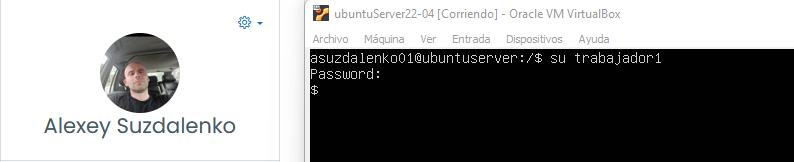 Alexey Suzdalenko
ubuntuServer22-04 [Corriendo] - Oracle VM VirtualBox
Archivo Máquina Ver Entrada Dispositivos Ayuda
asuzdalenko01@ubuntuserver:/$ su trabajador1
Password:
$